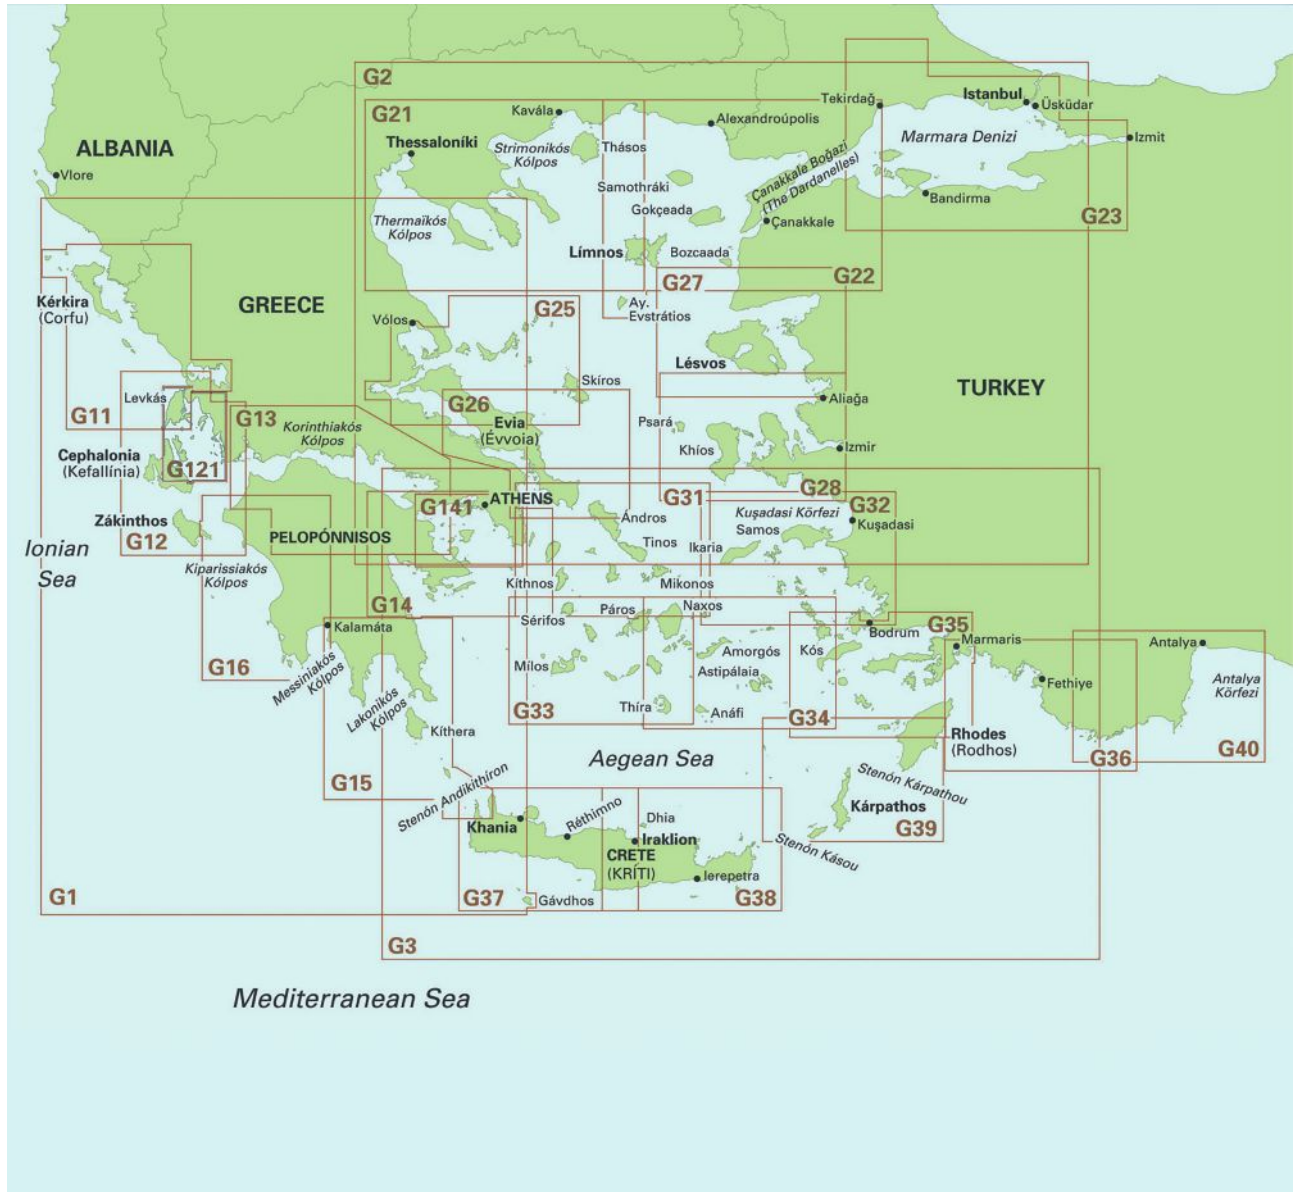 G2
Tekirdağ
Istanbul
Üsküdar
G21
Kavála
Alexandroúpolis
Marmara Denizi
Izmit
ALBANIA
Thessaloníki
Strimonikós
Kólpos
Thásos
Vlore
Samothráki
Çanakkale Boğazi
(The Dardanelles)
Bandirma
Gokçeada
Çanakkale
G23
Thermaïkós
Kólpos
Límnos
Bozcaada
G27
G22
Kérkira
(Corfu)
GREECE
G25
Ay.
Evstrátios
Vólos
Lésvos
TURKEY
Skíros
Levkás
G11
G13
G26
Aliağa
Korinthiakós
Kólpos
Evia
(Évvoia)
Psará
Khíos
Izmir
Cephalonia
(Kefallínia)
G121
G28
G141
ATHENS
G31
G32
Kuşadasi Körfezi
Kuşadasi
Samos
Zákinthos
G12
PELOPÓNNISOS
Ándros
Tinos
Ikaria
Ionian
Sea
Kiparissiakós
Kólpos
Kíthnos
Mikonos
G14
Sérifos
Páros
Naxos
G35
Bodrum
Kalamáta
Marmaris
Antalya
G16
Messiniakós
Kólpos
Mílos
Amorgós
Kós
Astipálaia
Fethiye
Antalya
Körfezi
Lakonikós
Kólpos
Thíra
Anáfi
G33
G34
Kíthera
Rhodes
(Rodhos)
G36
G40
Aegean Sea
G15
Stenón Andikithíron
Stenón Kárpathou
Kárpathos
G39
Khania
Réthimno
Dhia
Iraklion
Stenón Kásou
CRETE
(KRÍTI)
Ierepetra
G1
G37
Gávdhos
G38
G3
Mediterranean Sea